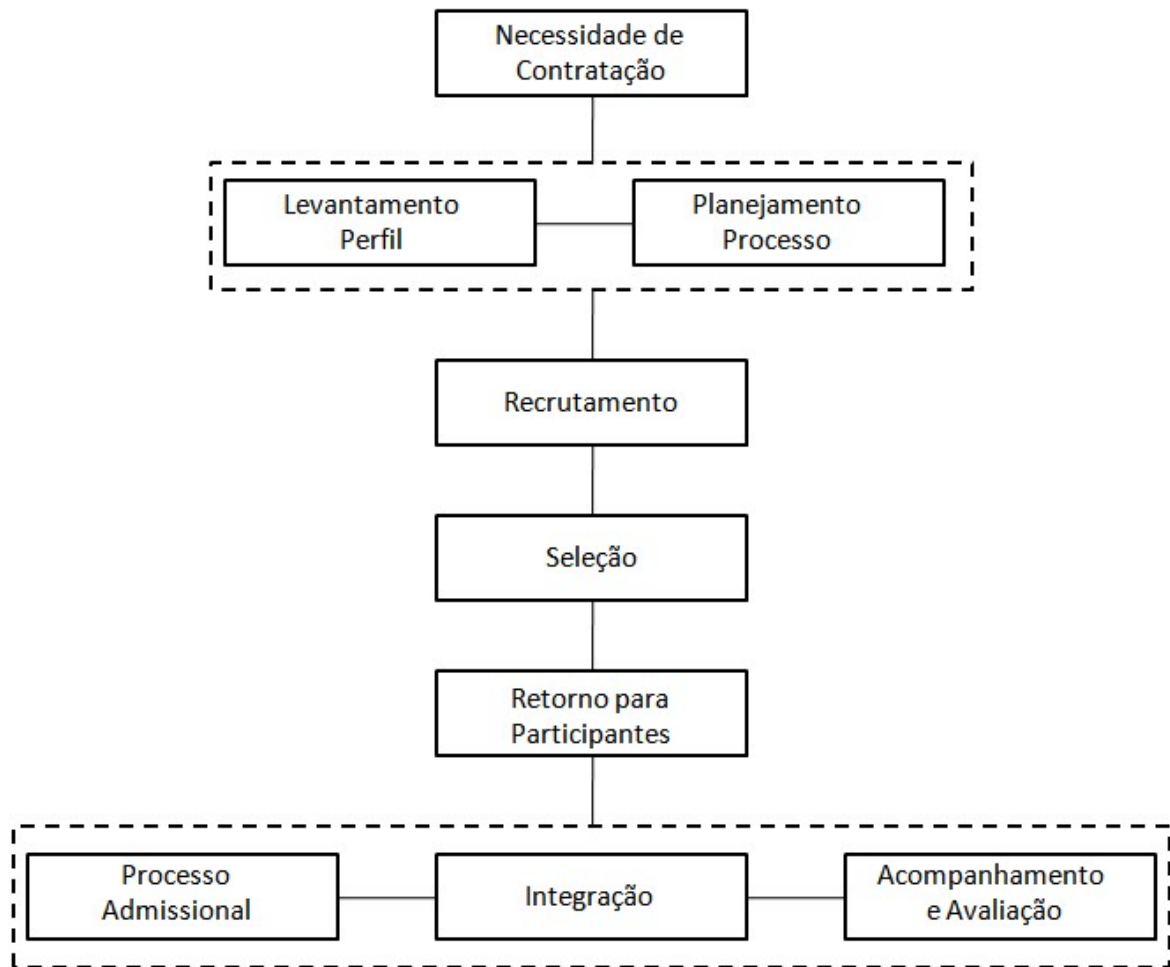 Necessidade de
Contratação
Levantamento
Perfil
Planejamento
Processo
Recrutamento
Seleção
Retorno para
Participantes
Processo
Admissional
Integração
Acompanhamento
e Avaliação